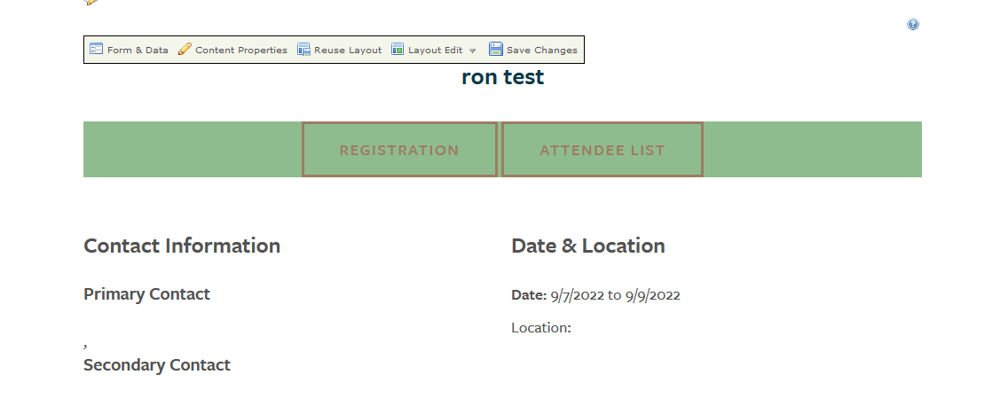 Form & Data Content Properties Reuse Layout Layout Edit Save Changes
ron test
REGISTRATION ATTENDEE LIST
Contact Information
Primary Contact
,
Secondary Contact
Date & Location
Date: 9/7/2022 to 9/9/2022
Location: